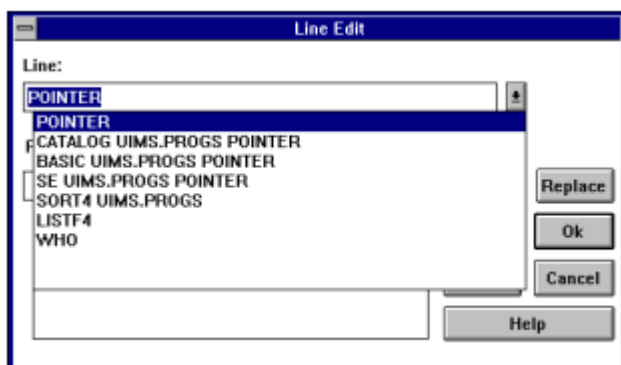 Line Edit
Line:
POINTER
POINTER
CATALOG UIMS.PROGS POINTER
BASIC UIMS.PROGS POINTER
SE UIMS.PROGS POINTER
SORT4 UIMS.PROGS
LISTF4
WHO
Replace
Ok
Cancel
Help